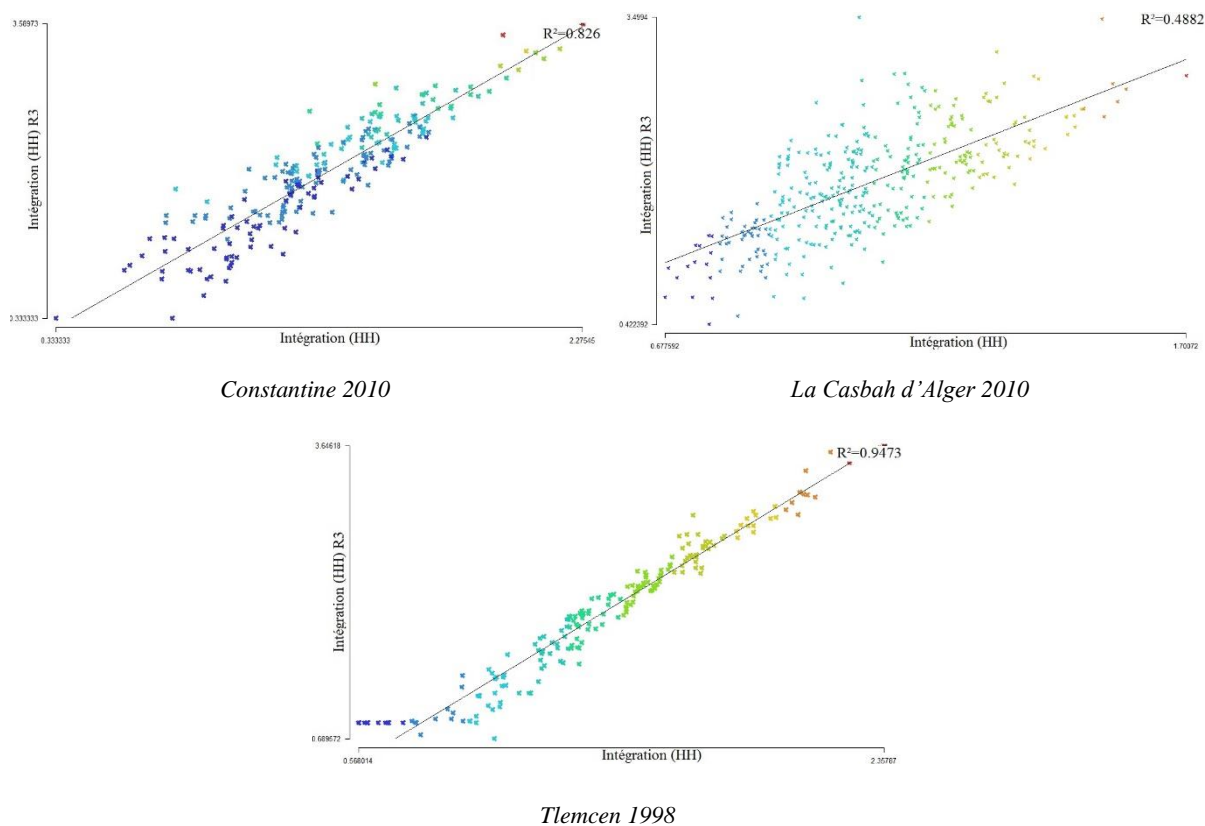 3.58973
R²=0.826
Intégration (HH) R3
0.333333
0.333333
Intégration (HH)
2.27545
Constantine 2010
3.4994
R²=0.4882
Intégration (HH) R3
0.422392
0.677592
Intégration (HH)
1.70372
La Casbah d’Alger 2010
3.64618
R²=0.9473
Intégration (HH) R3
0.689672
0.568014
Intégration (HH)
2.35787
Tlemcen 1998